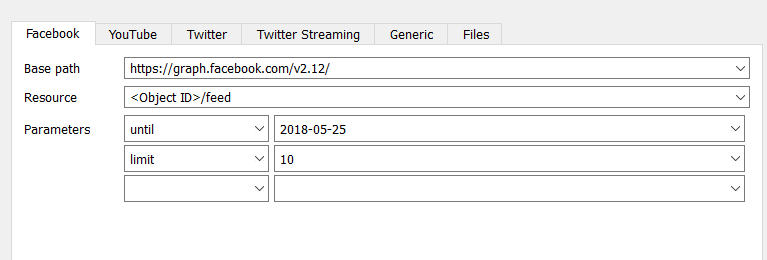 Facebook YouTube Twitter Twitter Streaming Generic Files
Base path https://graph.facebook.com/v2.12/
Resource <Object ID>/feed
Parameters until 2018-05-25
limit 10